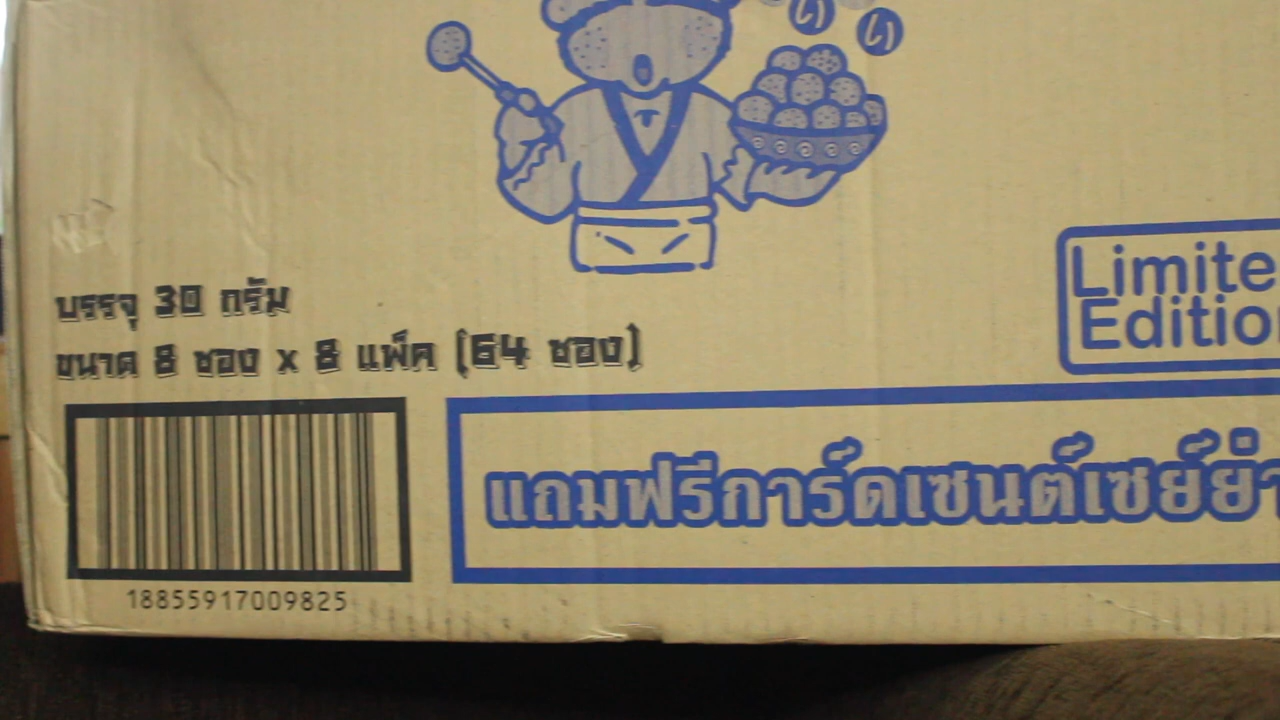 い
い
บรรจุ 30 กรัม
ขนาด 8 ซอง x 8 แพ็ค (64 ซอง)
Limite
Editio
แถมฟรีการ์ดเซนต์เซย์ย่ำ
18855917009825